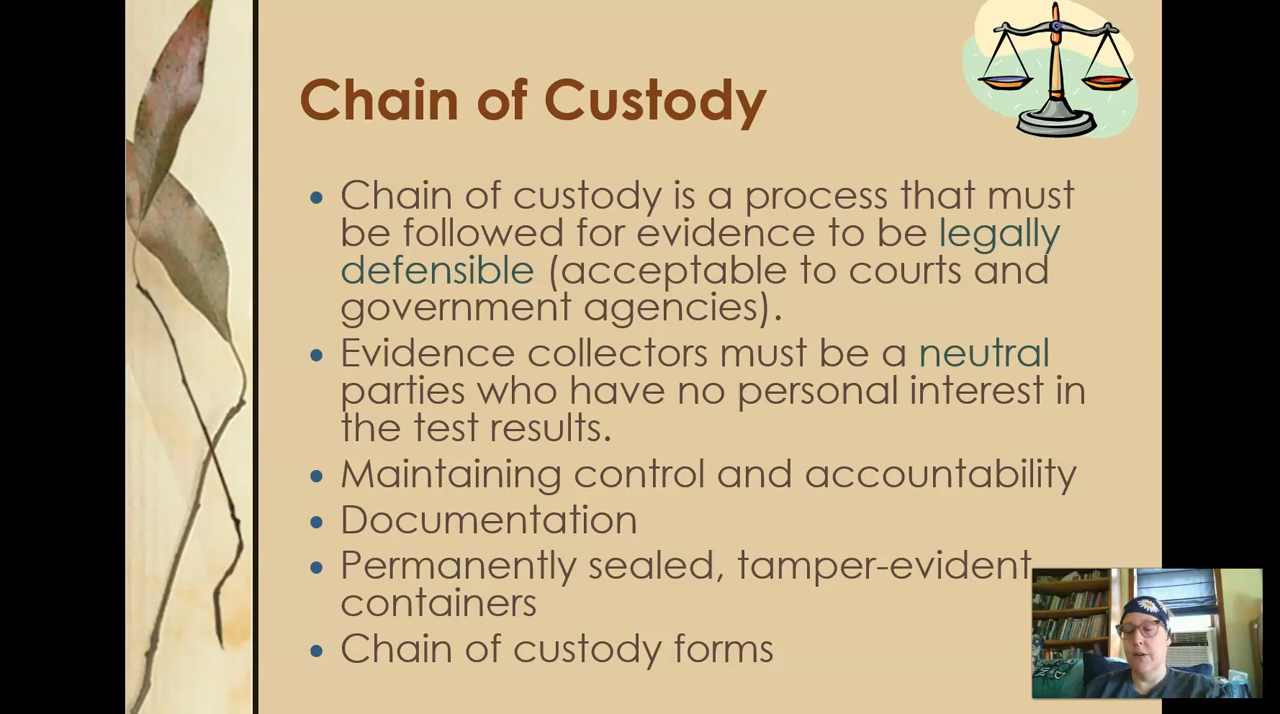 Chain of Custody
• Chain of custody is a process that must
be followed for evidence to be legally
defensible (acceptable to courts and
government agencies).
• Evidence collectors must be a neutral
parties who have no personal interest in
the test results.
• Maintaining control and accountability
• Documentation
• Permanently sealed, tamper-evident
containers
• Chain of custody forms